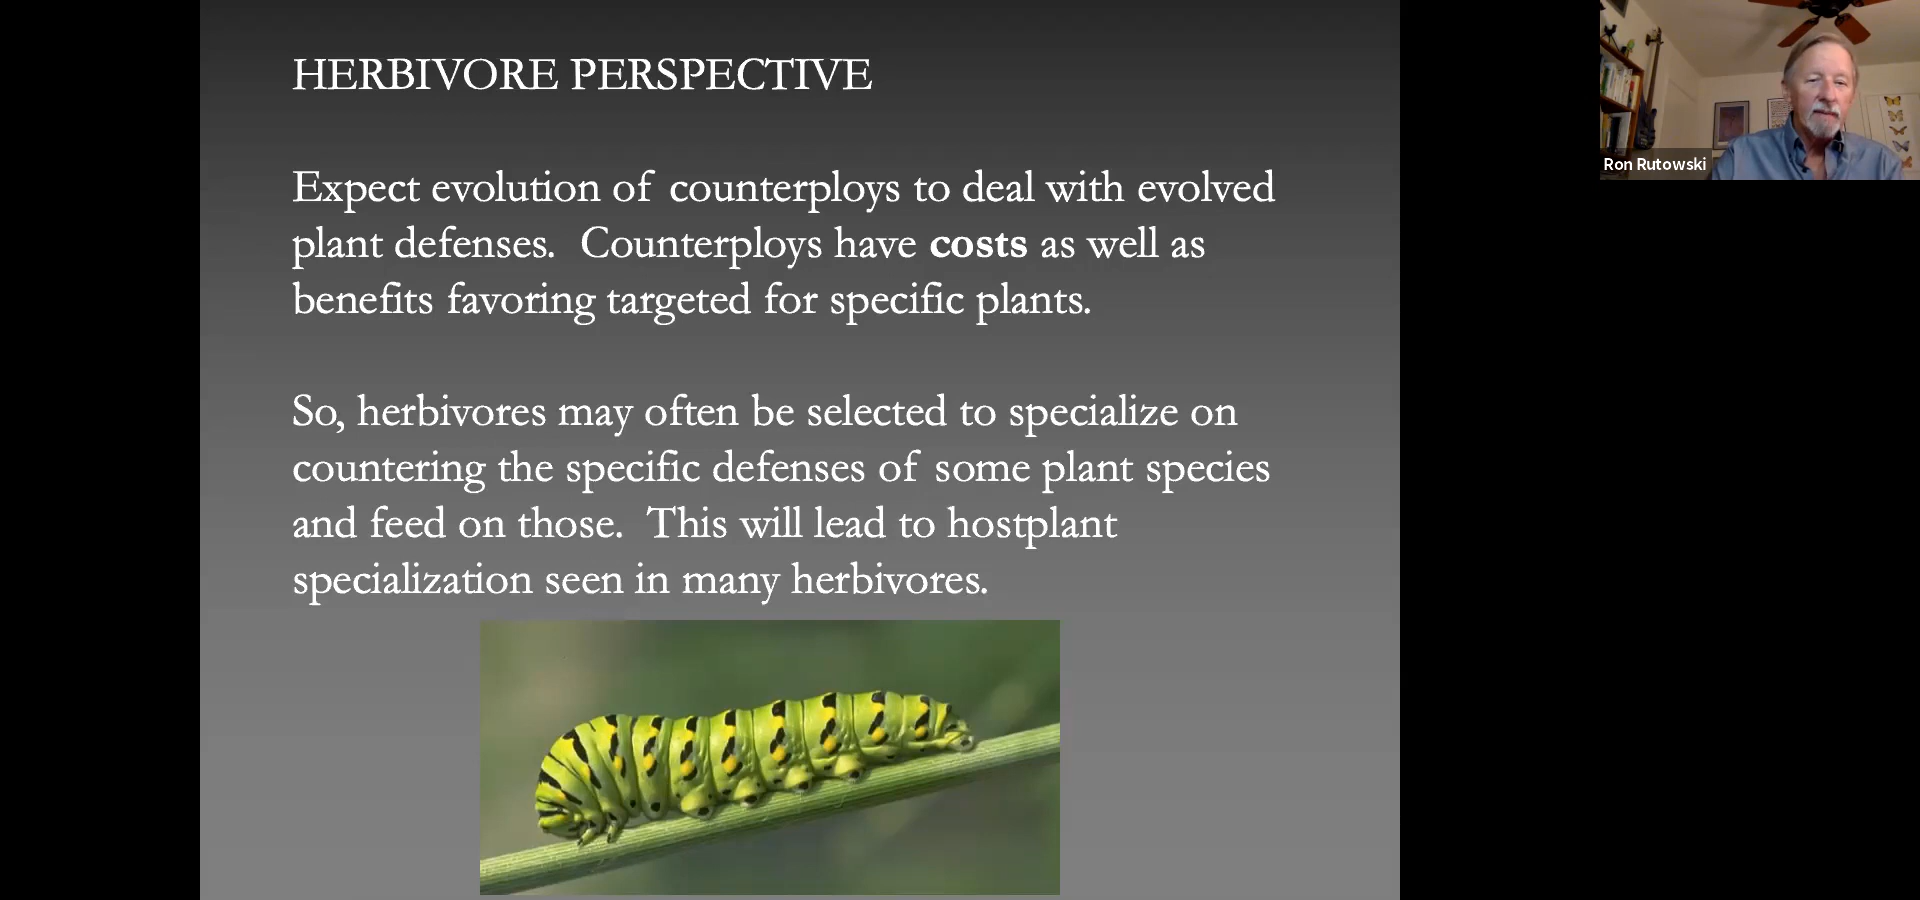 HERBIVORE PERSPECTIVE
Expect evolution of counterploys to deal with evolved
plant defenses. Counterploys have costs as well as
benefits favoring targeted for specific plants.
So, herbivores may often be selected to specialize on
countering the specific defenses of some plant species
and feed on those. This will lead to hostplant
specialization seen in many herbivores.
Ron Rutowski